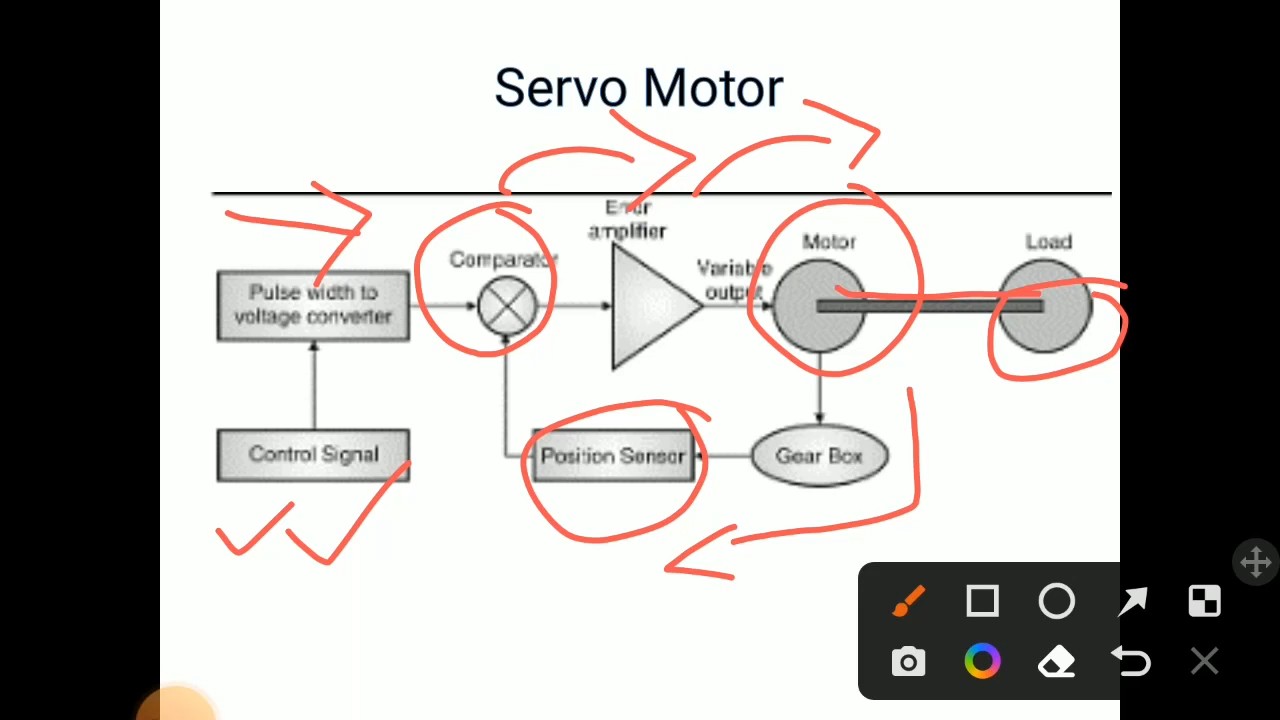 Servo Motor
Error
amplifier
Comparator
Variable
output
Motor
Load
Pulse width to
voltage converter
Control Signal
Position Sensor
Gear Box